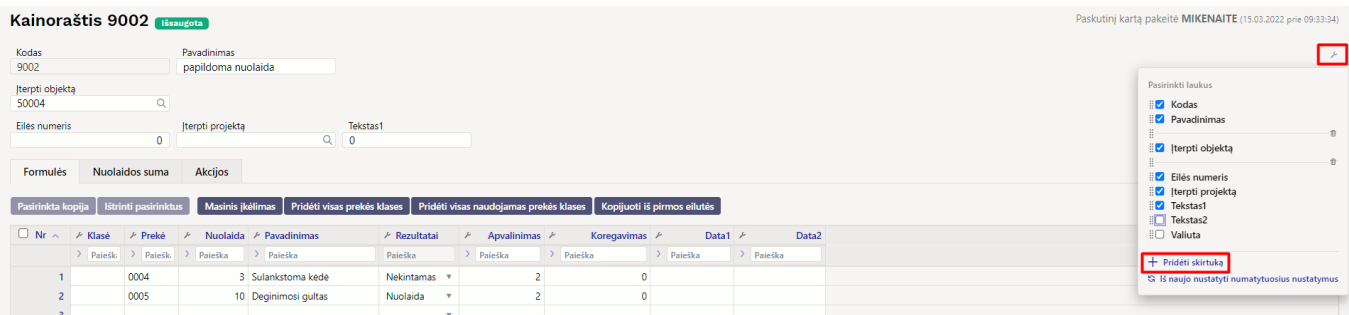 Kainoraštis 9002 Išsaugota
Paskutinį kartą pakeitė MIKENAITE (15.03.2022 prie 09:33:34)
Kodas Pavadinimas
9002 papildoma nuolaida
Įterpti objektą
50004
Eilės numeris Įterpti projektą Tekstas1
0 0
Formulės Nuolaidos suma Akcijos
Pasirinkta kopija Ištrinti pasirinktus Masinis įkėlimas Pridėti visas prekės klases Pridėti visas naudojamas prekės klases Kopijuoti iš pirmos eilutės
Nr Klasė Prekė Nuolaida Pavadinimas Rezultatai Apvalinimas Koregavimas Data1 Data2
> Paiešk: > Paiešk: > Paieška > Paieška Paieška > Paieška > Paieška > Paieška > Paieška
1 0004 3 Sulankstoma kėdė Nekintamas 2 0
2 0005 10 Deginimosi gultas Nuolaida 2 0
3
Pasirinkti laukus
Kodas
Pavadinimas
Įterpti objektą
Eilės numeris
Įterpti projektą
Tekstas1
Tekstas2
Valiuta
+ Pridėti skirtuką
Iš naujo nustatyti numatytuosius nustatymus